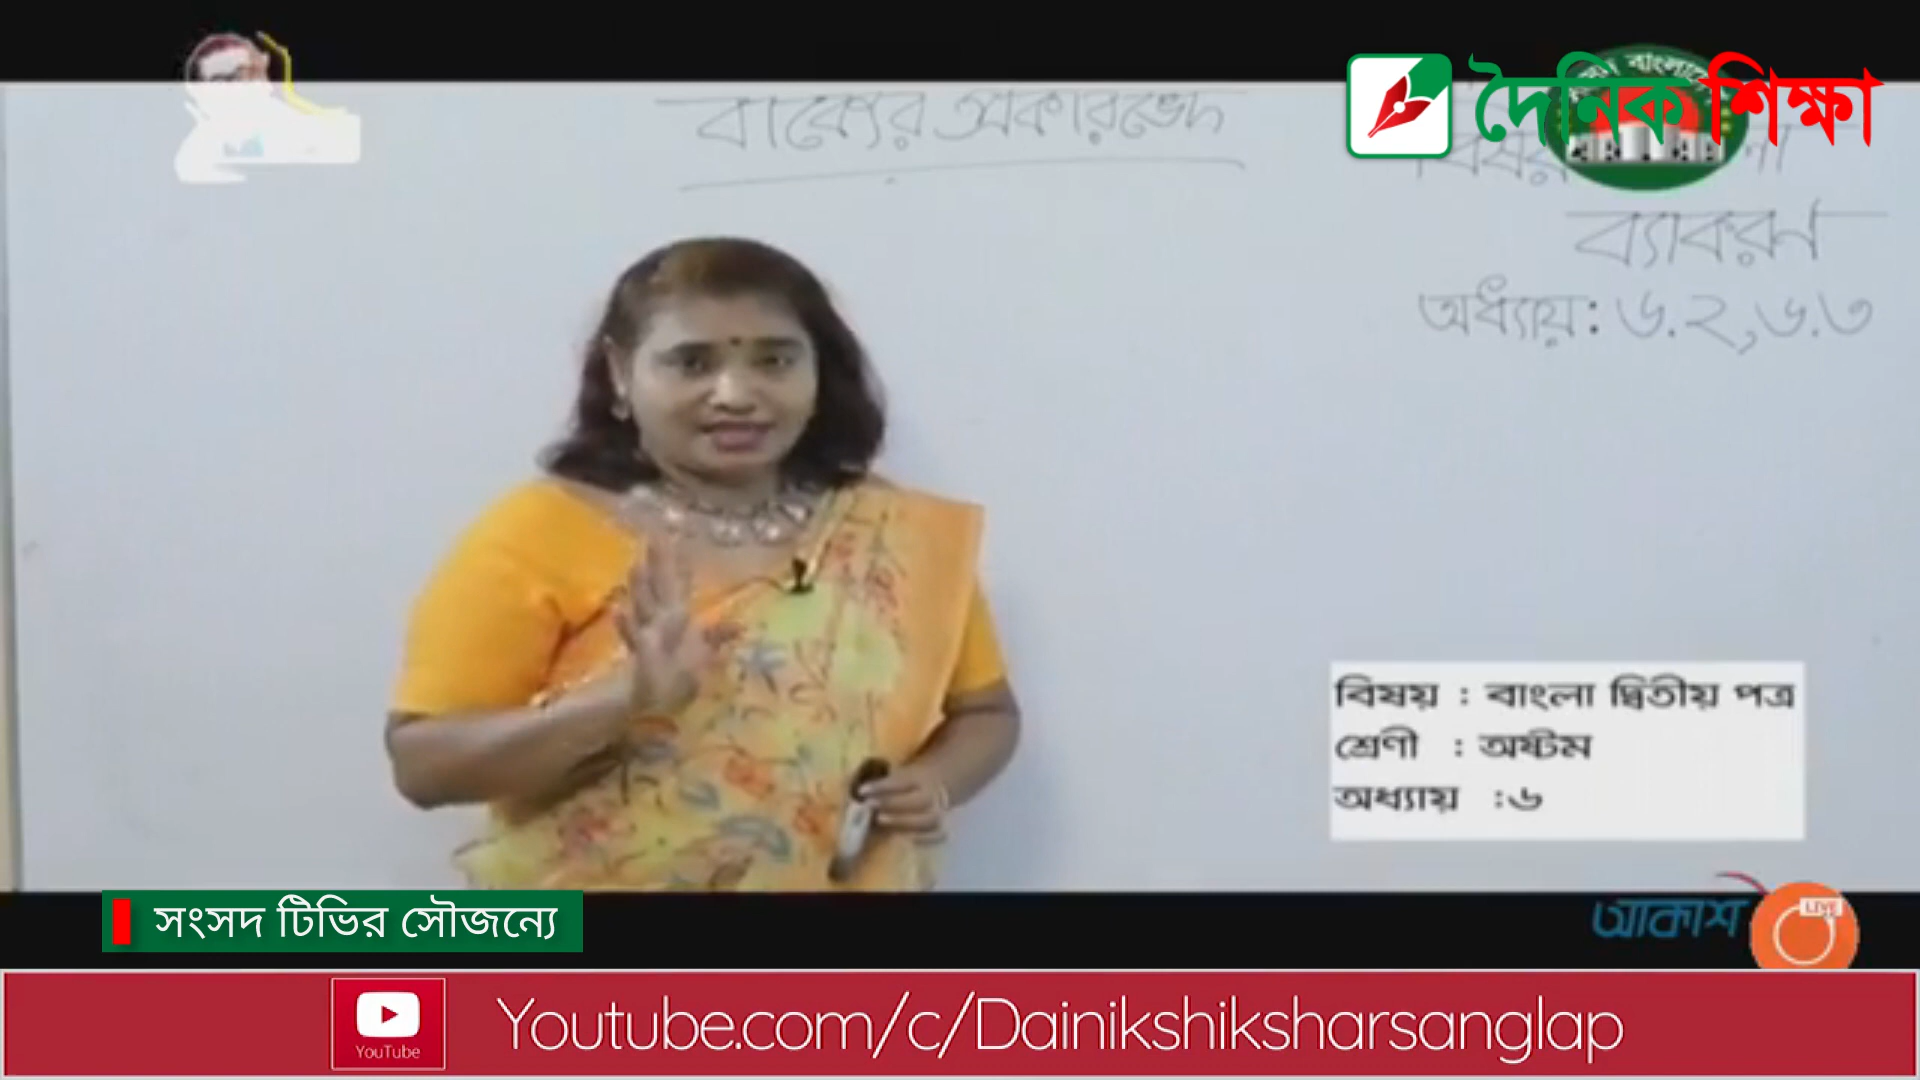 বাক্যের প্রকারভেদ
দৈনিক শিক্ষা
বিষয়
ব্যাকরণ
অধ্যায়: ৬.২, ৬.৩
বিষয় : বাংলা দ্বিতীয় পত্র
শ্রেণী : অষ্টম
অধ্যায় :৬
সংসদ টিভির সৌজন্যে
আকাশ
LIVE
YouTube
Youtube.com/c/Dainikshiksharsanglap